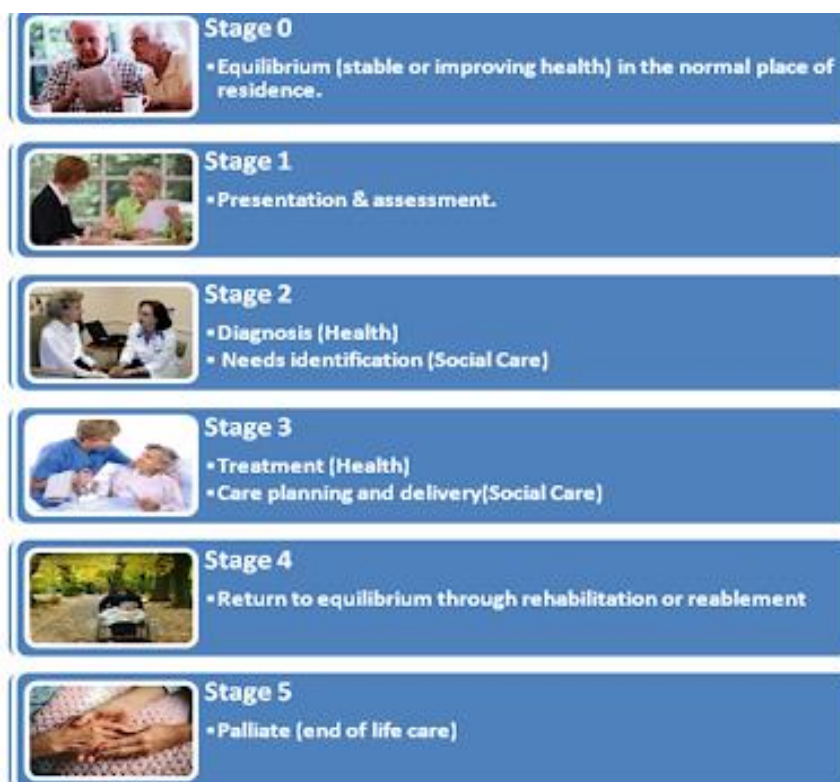 Stage 0
▪Equilibrium (stable or improving health) in the normal place of
residence.
Stage 1
▪Presentation & assessment.
Stage 2
▪Diagnosis (Health)
▪ Needs identification (Social Care)
Stage 3
▪Treatment (Health)
▪Care planning and delivery(Social Care)
Stage 4
▪Return to equilibrium through rehabilitation or reablement
Stage 5
▪Palliate (end of life care)